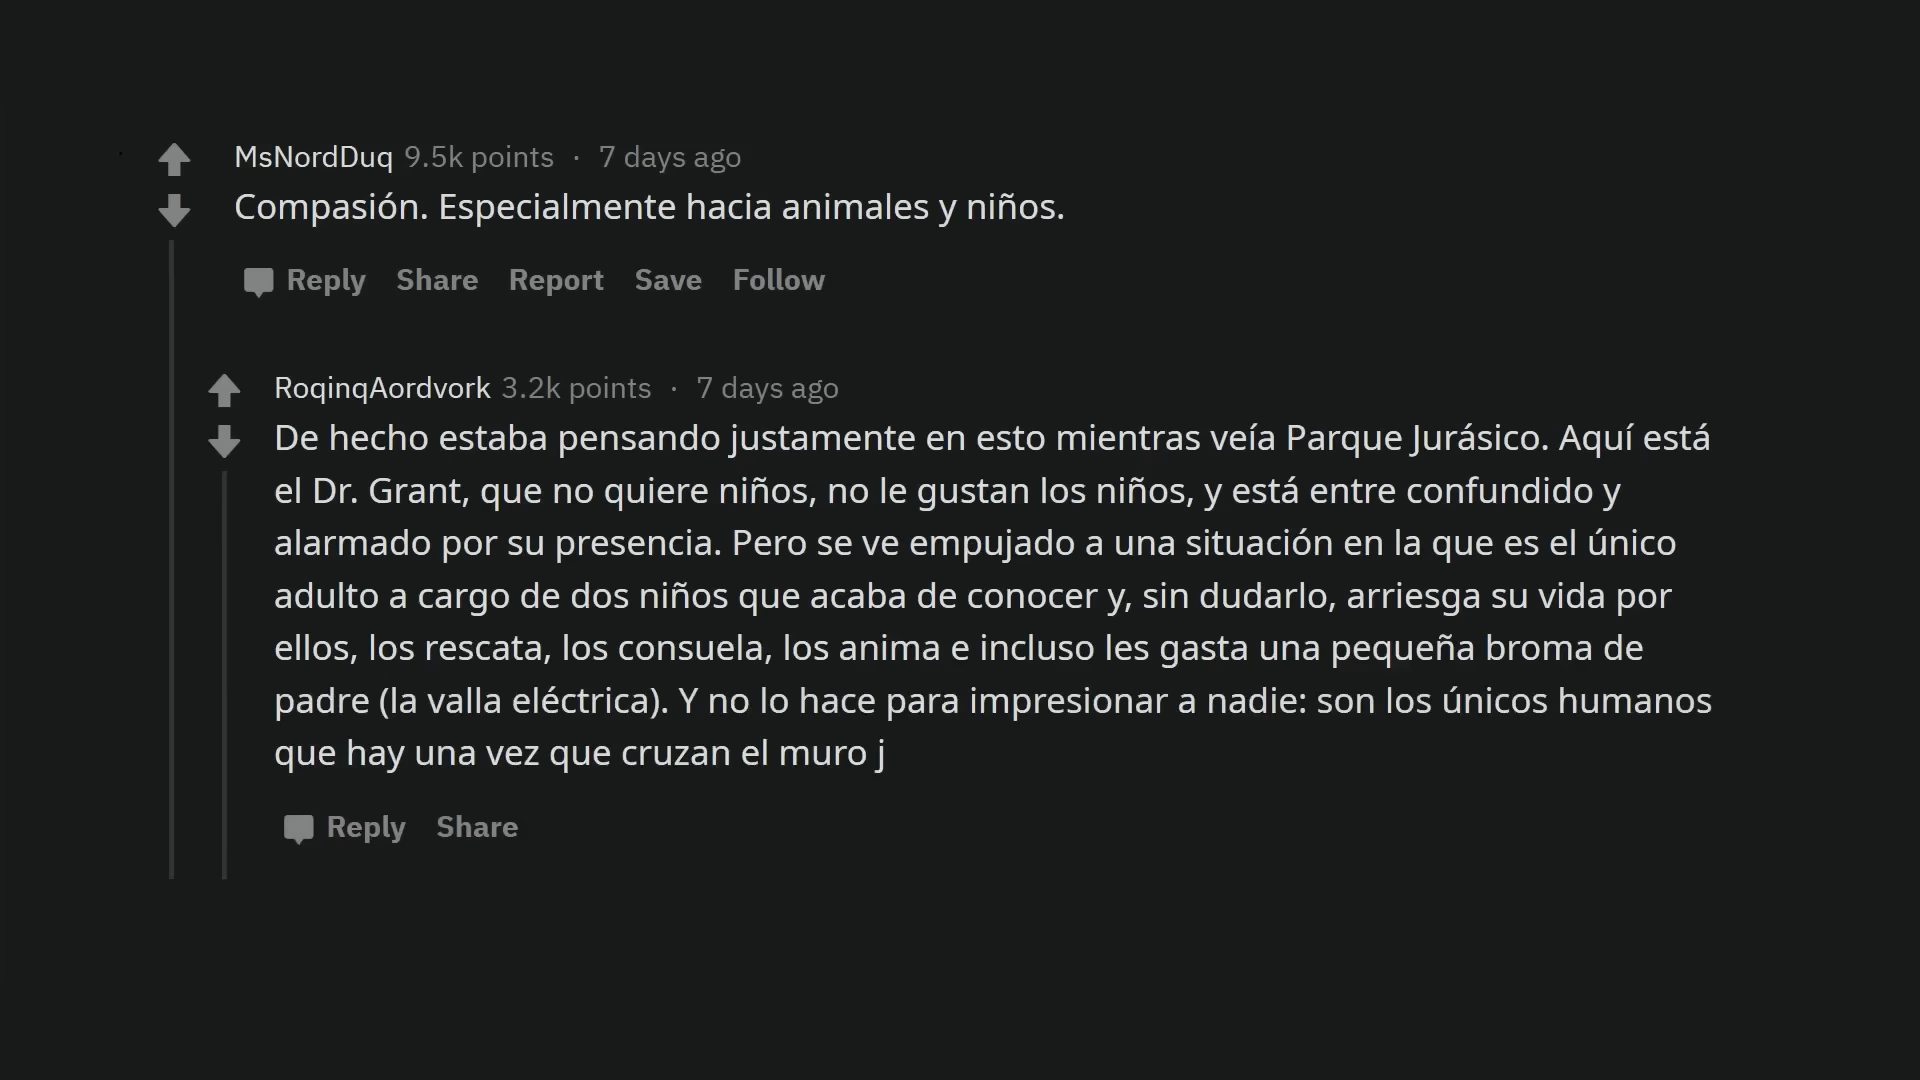 MsNordDuq 9.5k points · 7 days ago
Compasión. Especialmente hacia animales y niños.
Reply Share Report Save Follow
RoqinqAordvork 3.2k points · 7 days ago
De hecho estaba pensando justamente en esto mientras veía Parque Jurásico. Aquí está
el Dr. Grant, que no quiere niños, no le gustan los niños, y está entre confundido y
alarmado por su presencia. Pero se ve empujado a una situación en la que es el único
adulto a cargo de dos niños que acaba de conocer y, sin dudarlo, arriesga su vida por
ellos, los rescata, los consuela, los anima e incluso les gasta una pequeña broma de
padre (la valla eléctrica). Y no lo hace para impresionar a nadie: son los únicos humanos
que hay una vez que cruzan el muro j
Reply Share